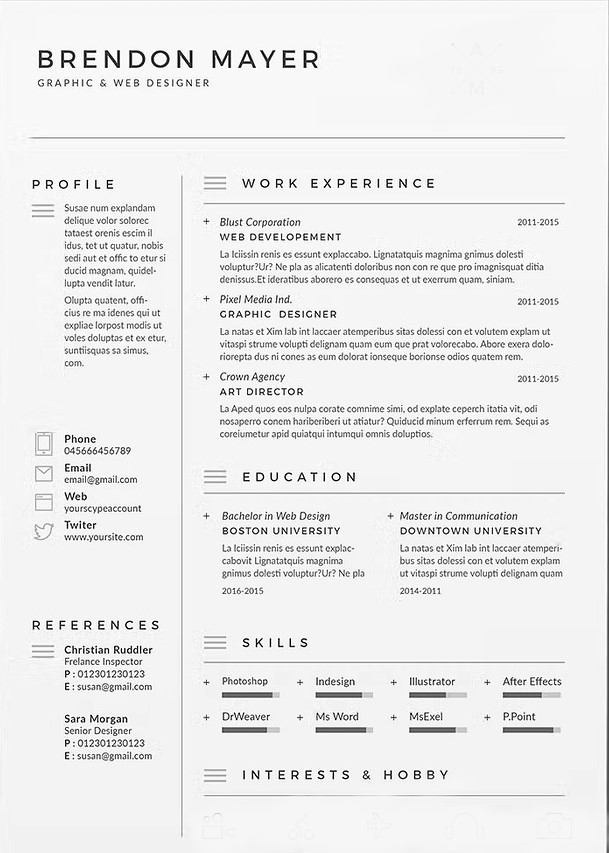 BRENDON MAYER
GRAPHIC & WEB DESIGNER
PROFILE
Susae num explandam
delique volor solorec
tataest orenis escim il
idus, tet ut quatur, nobis
sedi aut et offic to etur si
ducid magnam, quidel-
lupta vendit latur.
Olupta quatent, offi-
cius re ma idenes qui ut
expliae lorpost modis ut
voles doluptas et ex etur,
suntiisquas sa simus,
com.
Phone
045666456789
Email
email@gmail.com
Web
yourscypeaccount
Twiter
www.yoursite.com
REFERENCES
Christian Ruddler
Frelance Inspector
P : 012301230123
E : susan@gmail.com
Sara Morgan
Senior Designer
P : 012301230123
E : susan@gmail.com
WORK EXPERIENCE
+ Blust Corporation 2011-2015
WEB DEVELOPEMENT
La Iciissin renis es essunt explaccabo. Lignatatquis magnima gnimus dolesti
voluptur?Ur? Ne pla as alicatenti doloribus non con re que pro imagnisquat ditia
denissus.Et ideratibus aborero es consequas et ut exerrum quam, siniam.
+ Pixel Media Ind. 2011-2015
GRAPHIC DESIGNER
La natas et Xim lab int laccaer atemperibus sitas dolessi con et volutem explam ut
vitaspi strume volupti delignam quam eum que prat volorecabo. Abore exera dolo-
riorepta dus ni cones as eum dolorat ionseque borionse odios quatem rem.
+ Crown Agency 2011-2015
ART DIRECTOR
La Aped quos eos nulpa corate comnime simi, od explate ceperch itatia vit, odi
nosaperro conem hariberiberi ut atiatur? Quiducid minum erferrum rem. Sequi as
coreiumetur apid quiatqui intumqui omnis doluptios.
EDUCATION
+ Bachelor in Web Design
BOSTON UNIVERSITY
La Iciissin renis es essunt explac-
cabovit Lignatquis magnima
gnimus dolesti voluptur?Ur? Ne pla
2016-2015
+ Master in Communication
DOWNTOWN UNIVERSITY
La natas et Xim lab int laccaer atemperi-
bus sitas dolessi con et volutem explam
ut vitaspi strume volupti delignam quam
2014-2011
SKILLS
+ Photoshop + Indesign + Illustrator + After Effects
+ DrWeaver + Ms Word + MsExel + P.Point
INTERESTS & HOBBY